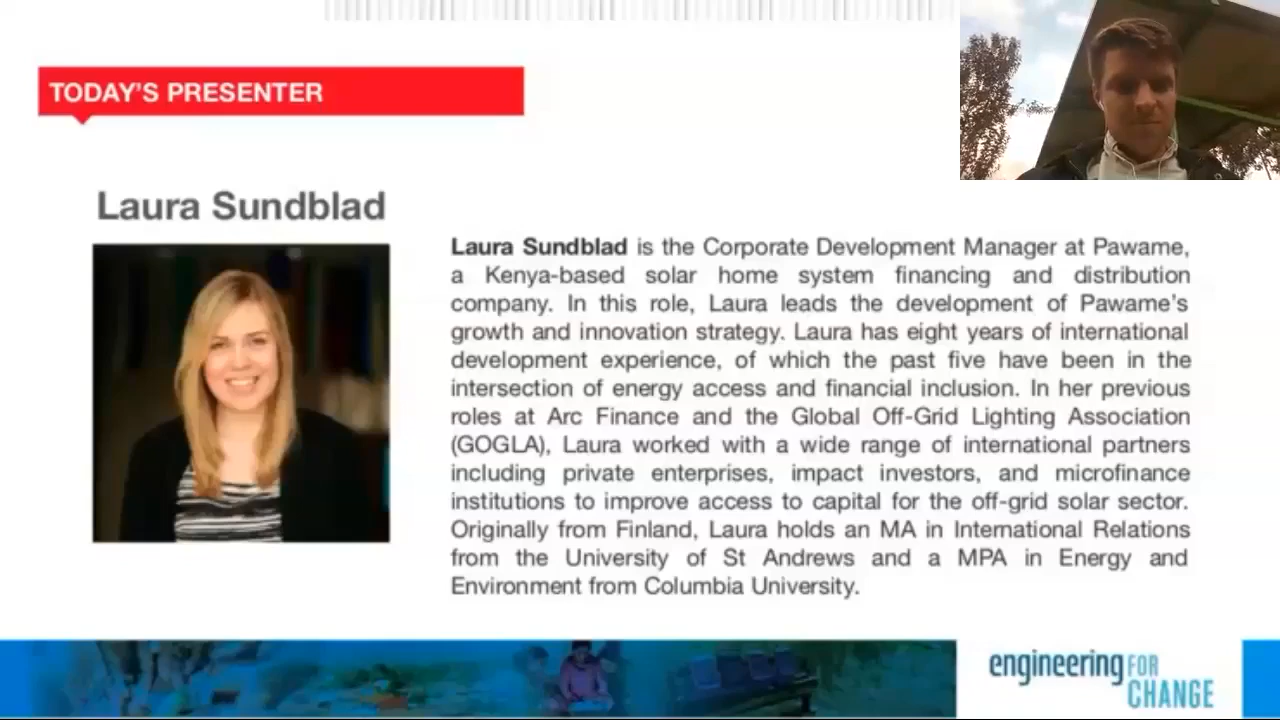 TODAY'S PRESENTER
Laura Sundblad
Laura Sundblad is the Corporate Development Manager at Pawame,
a Kenya-based solar home system financing and distribution
company. In this role, Laura leads the development of Pawame's
growth and innovation strategy. Laura has eight years of international
development experience, of which the past five have been in the
intersection of energy access and financial inclusion. In her previous
roles at Arc Finance and the Global Off-Grid Lighting Association
(GOGLA), Laura worked with a wide range of international partners
including private enterprises, impact investors, and microfinance
institutions to improve access to capital for the off-grid solar sector.
Originally from Finland, Laura holds an MA in International Relations
from the University of St Andrews and a MPA in Energy and
Environment from Columbia University.
engineering FOR
CHANGE